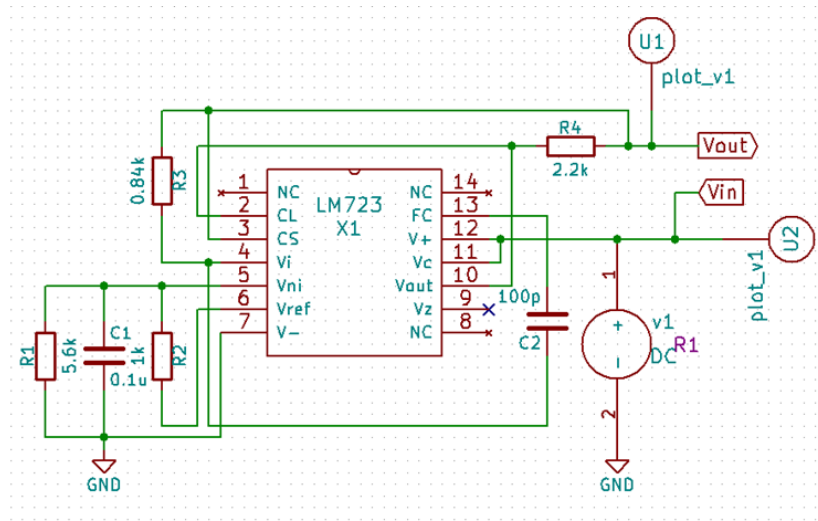 U1
plot_v1
R4
2.2k
Vout
Vin
U2
plot_v1
0.84k
R3
LM723
X1
1
NC
2
CL
3
CS
4
Vi
5
Vni
6
Vref
7
V-
NC
14
FC
13
V+
12
Vc
11
Vout
10
Vz
9
NC
8
100p
C2
R1
5.6k
C1
0.1u
1k
R2
1
+
v1
DC
R1
-
2
GND
GND